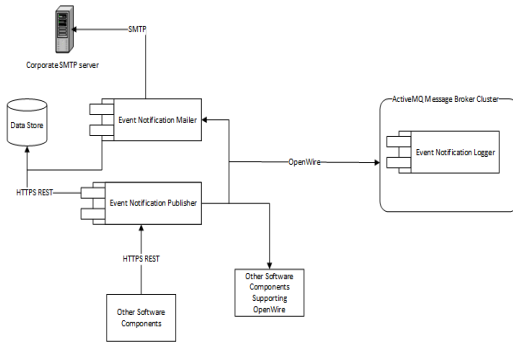 SMTP
Corporate SMTP server
ActiveMQ Message Broker Cluster
Data Store
Event Notification Mailer
Event Notification Logger
OpenWire
HTTPS REST
Event Notification Publisher
HTTPS REST
Other Software
Components
Supporting
OpenWire
Other Software
Components